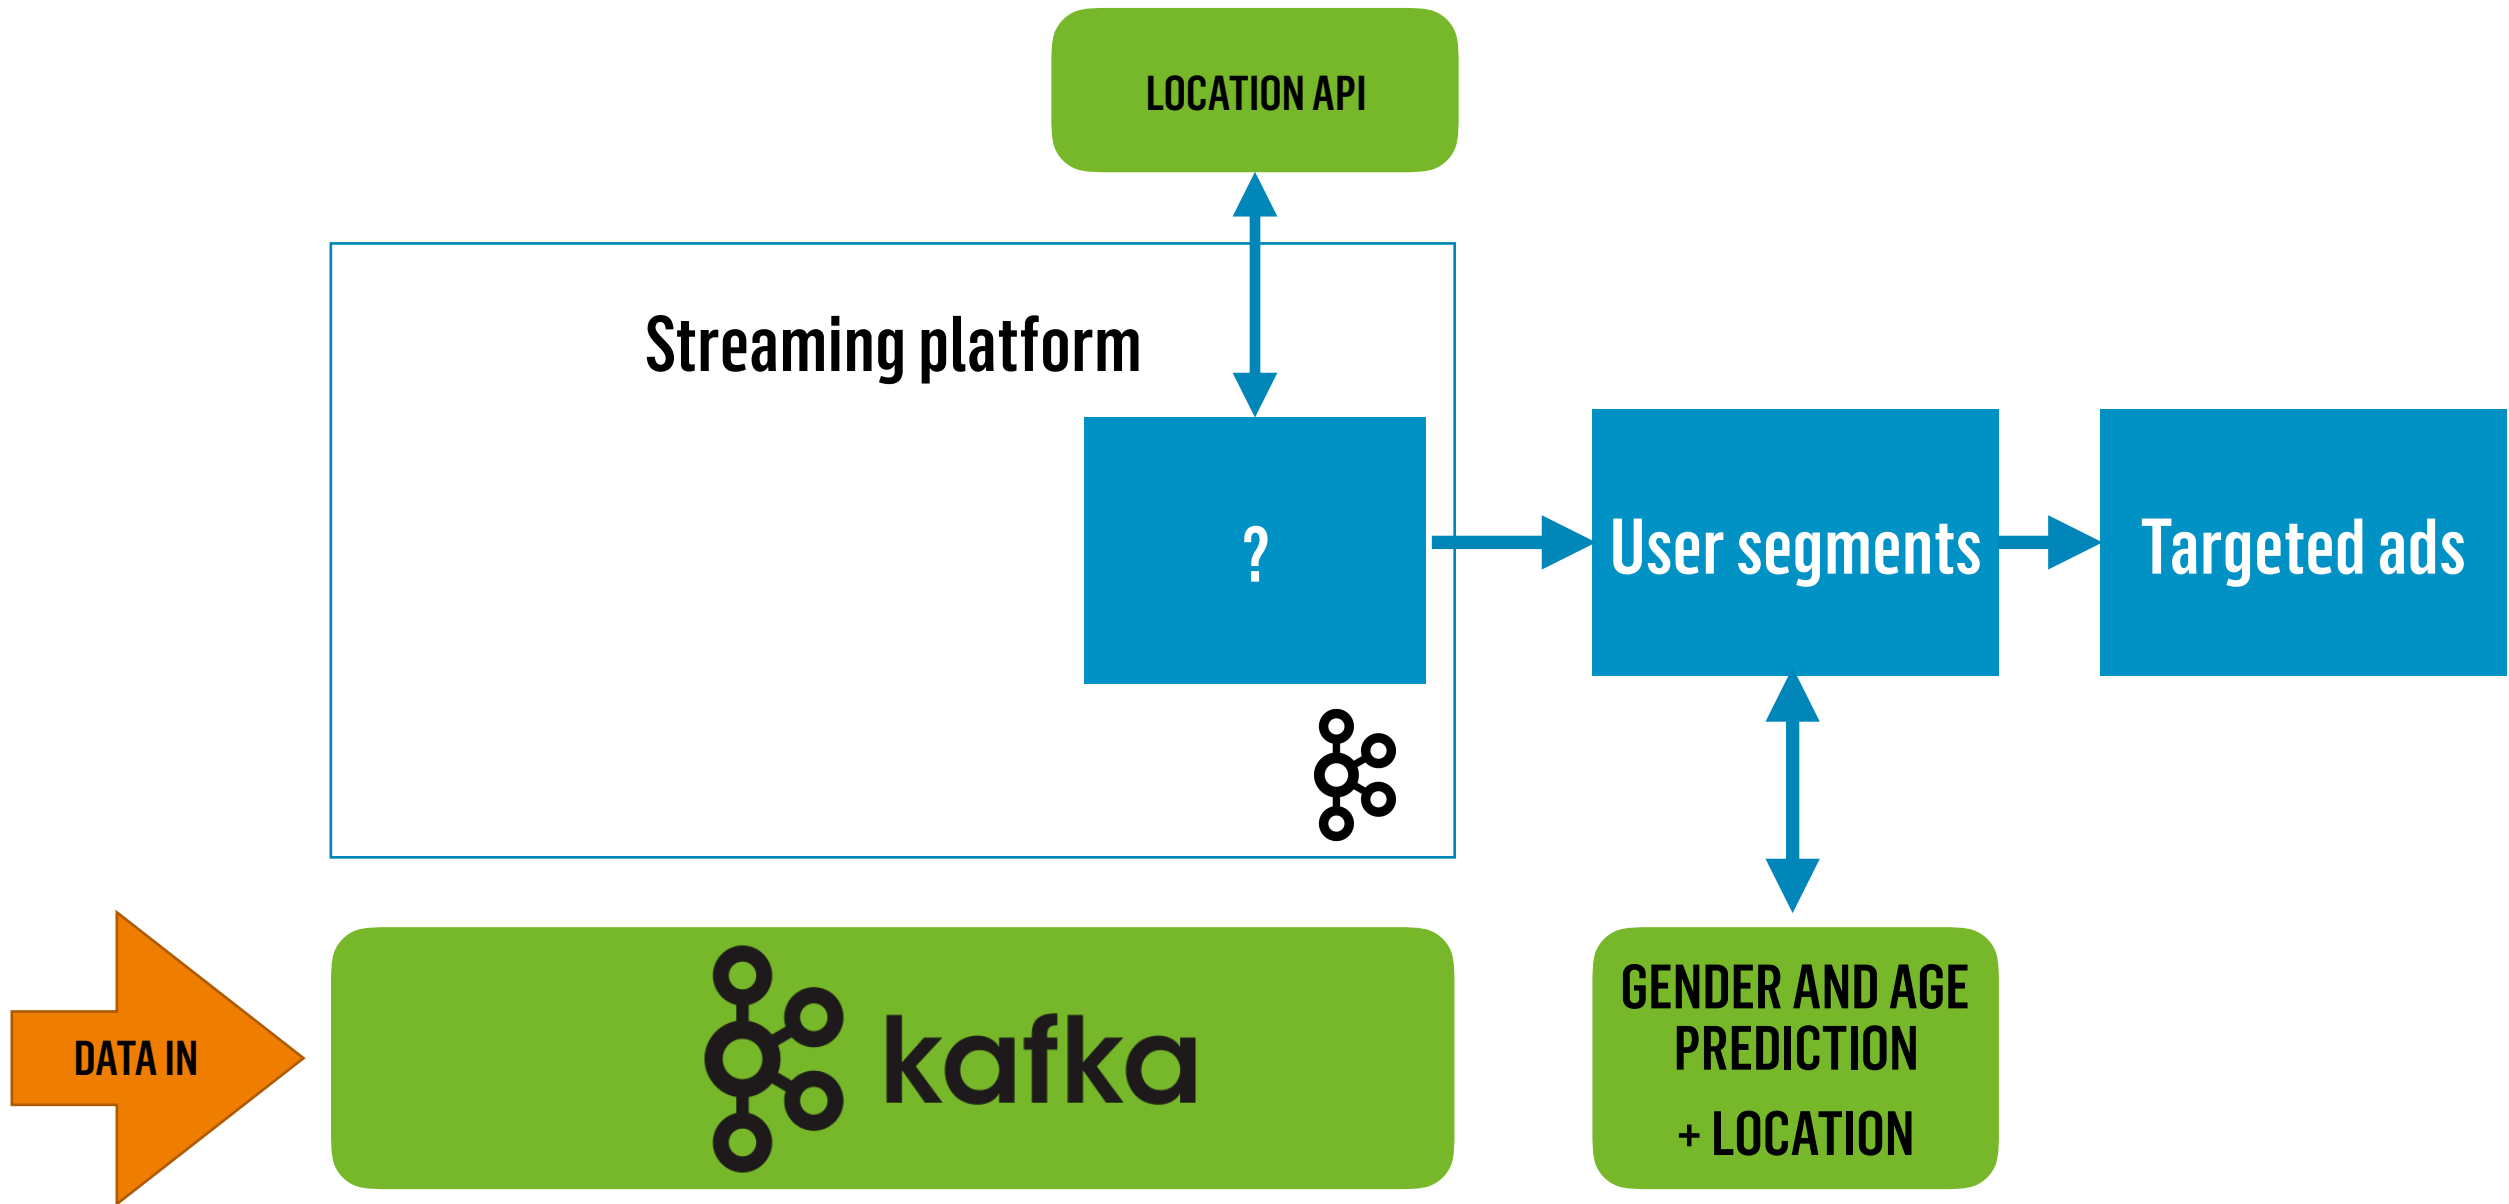 LOCATION API
Streaming platform
?
User segments
Targeted ads
DATA IN
kafka
GENDER AND AGE
PREDICTION
+ LOCATION